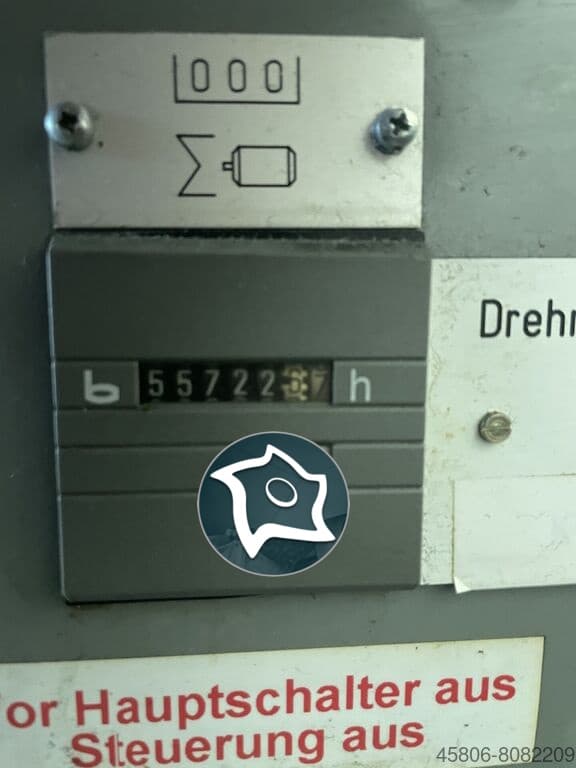 000
Σ
b 55722 h
Drehr
or Hauptschalter aus
Steuerung aus
45806-8082209